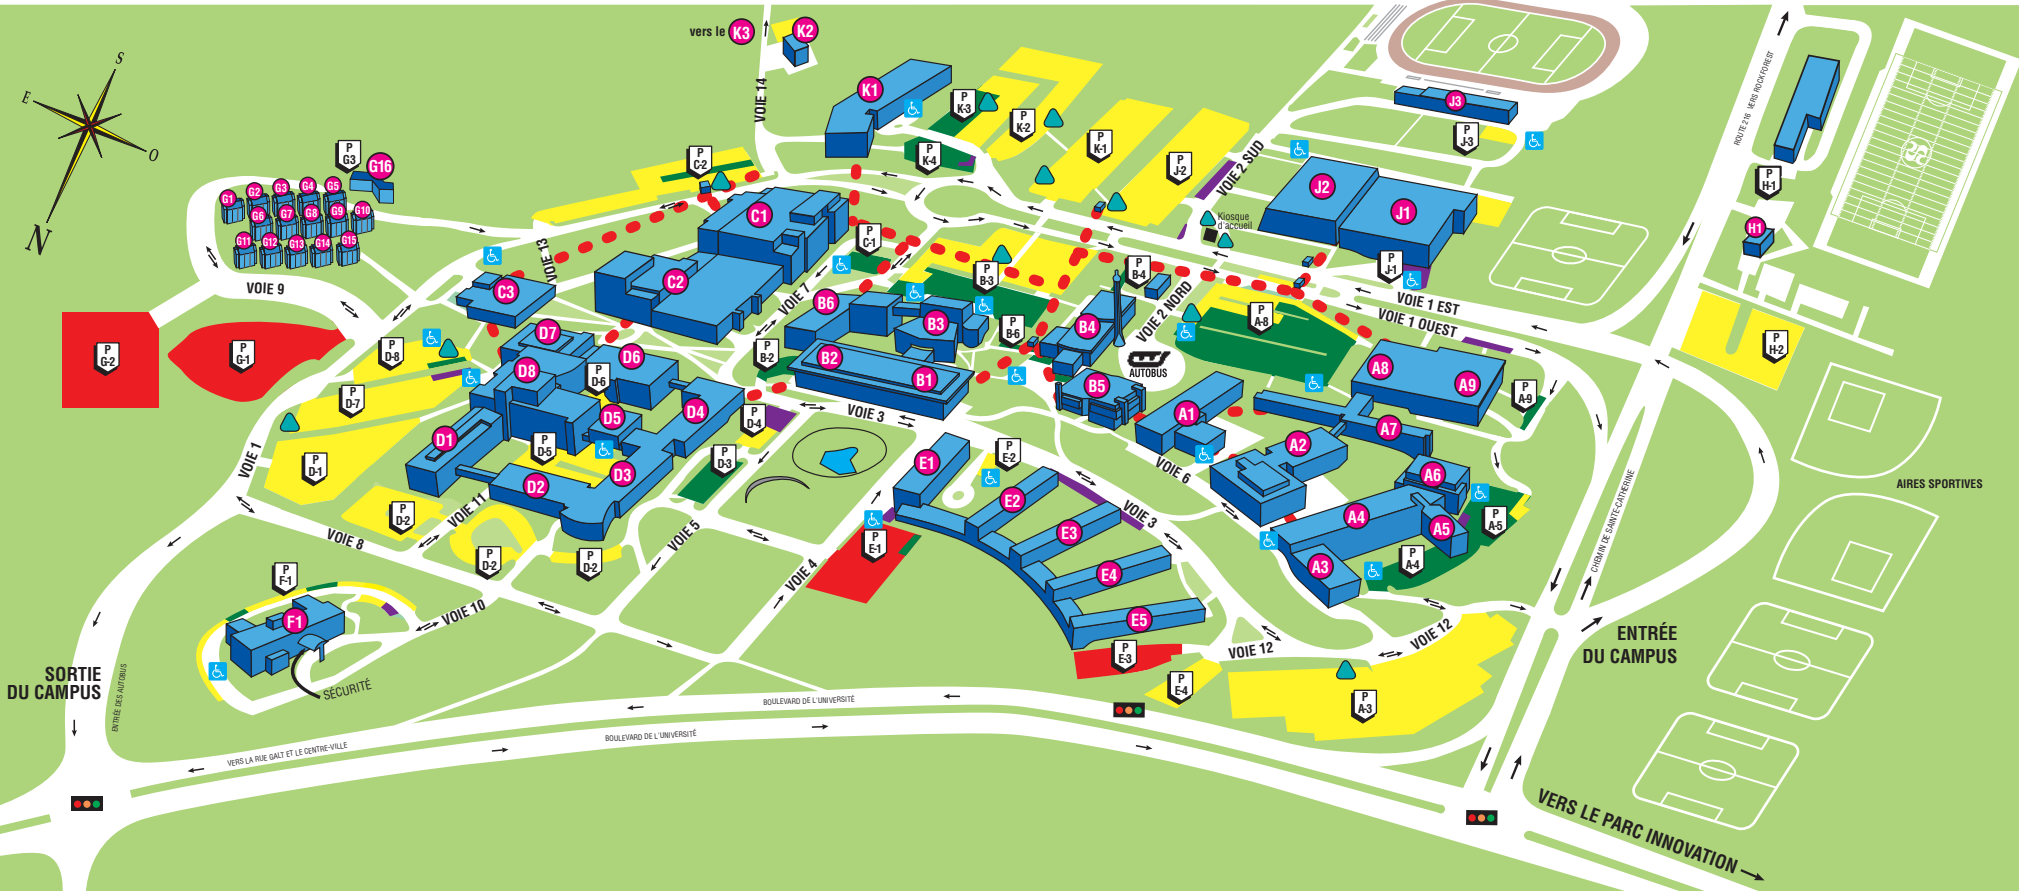 vers le K3
K2
S
E
O
N
VOIE 14
K1
P K-3
P K-2
P K-1
P K-4
P J-2
VOIE 2 SUD
J3
P J-3
ROUTE 216 VERS ROCK FOREST
P H-1
H1
P G3
G16
G1
G2
G3
G4
G5
G6
G7
G8
G9
G10
G11
G12
G13
G14
G15
P C-2
C1
J2
J1
Kiosque
d'accueil
P C-1
VOIE 13
C2
C3
VOIE 9
VOIE 7
B6
P B-3
P B-4
P J-1
VOIE 1 EST
VOIE 1 OUEST
VOIE 2 NORD
P A-8
P G-2
P G-1
P D-8
D7
D6
D8
P D-6
P B-2
B2
B1
B3
P B-6
B4
AUTOBUS
B5
A8
A9
P A-9
P H-2
P D-7
D5
D4
P D-4
VOIE 3
A1
A7
D1
P D-5
D3
P D-3
E1
P E-2
A2
VOIE 1
P D-1
D2
E2
VOIE 6
A6
AIRES SPORTIVES
P D-2
VOIE 11
VOIE 8
P D-2
P D-2
VOIE 5
P E-1
E3
VOIE 3
A4
A5
P A-5
CHEMIN DE SAINTE-CATHERINE
P F-1
VOIE 4
E4
A3
P A-4
F1
VOIE 10
E5
VOIE 12
VOIE 12
ENTRÉE
DU CAMPUS
SORTIE
DU CAMPUS
ENTRÉE DES AUTOBUS
SÉCURITÉ
P E-3
P E-4
P A-3
BOULEVARD DE L'UNIVERSITÉ
BOULEVARD DE L'UNIVERSITÉ
VERS LA RUE GALT ET LE CENTRE-VILLE
VERS LE PARC INNOVATION